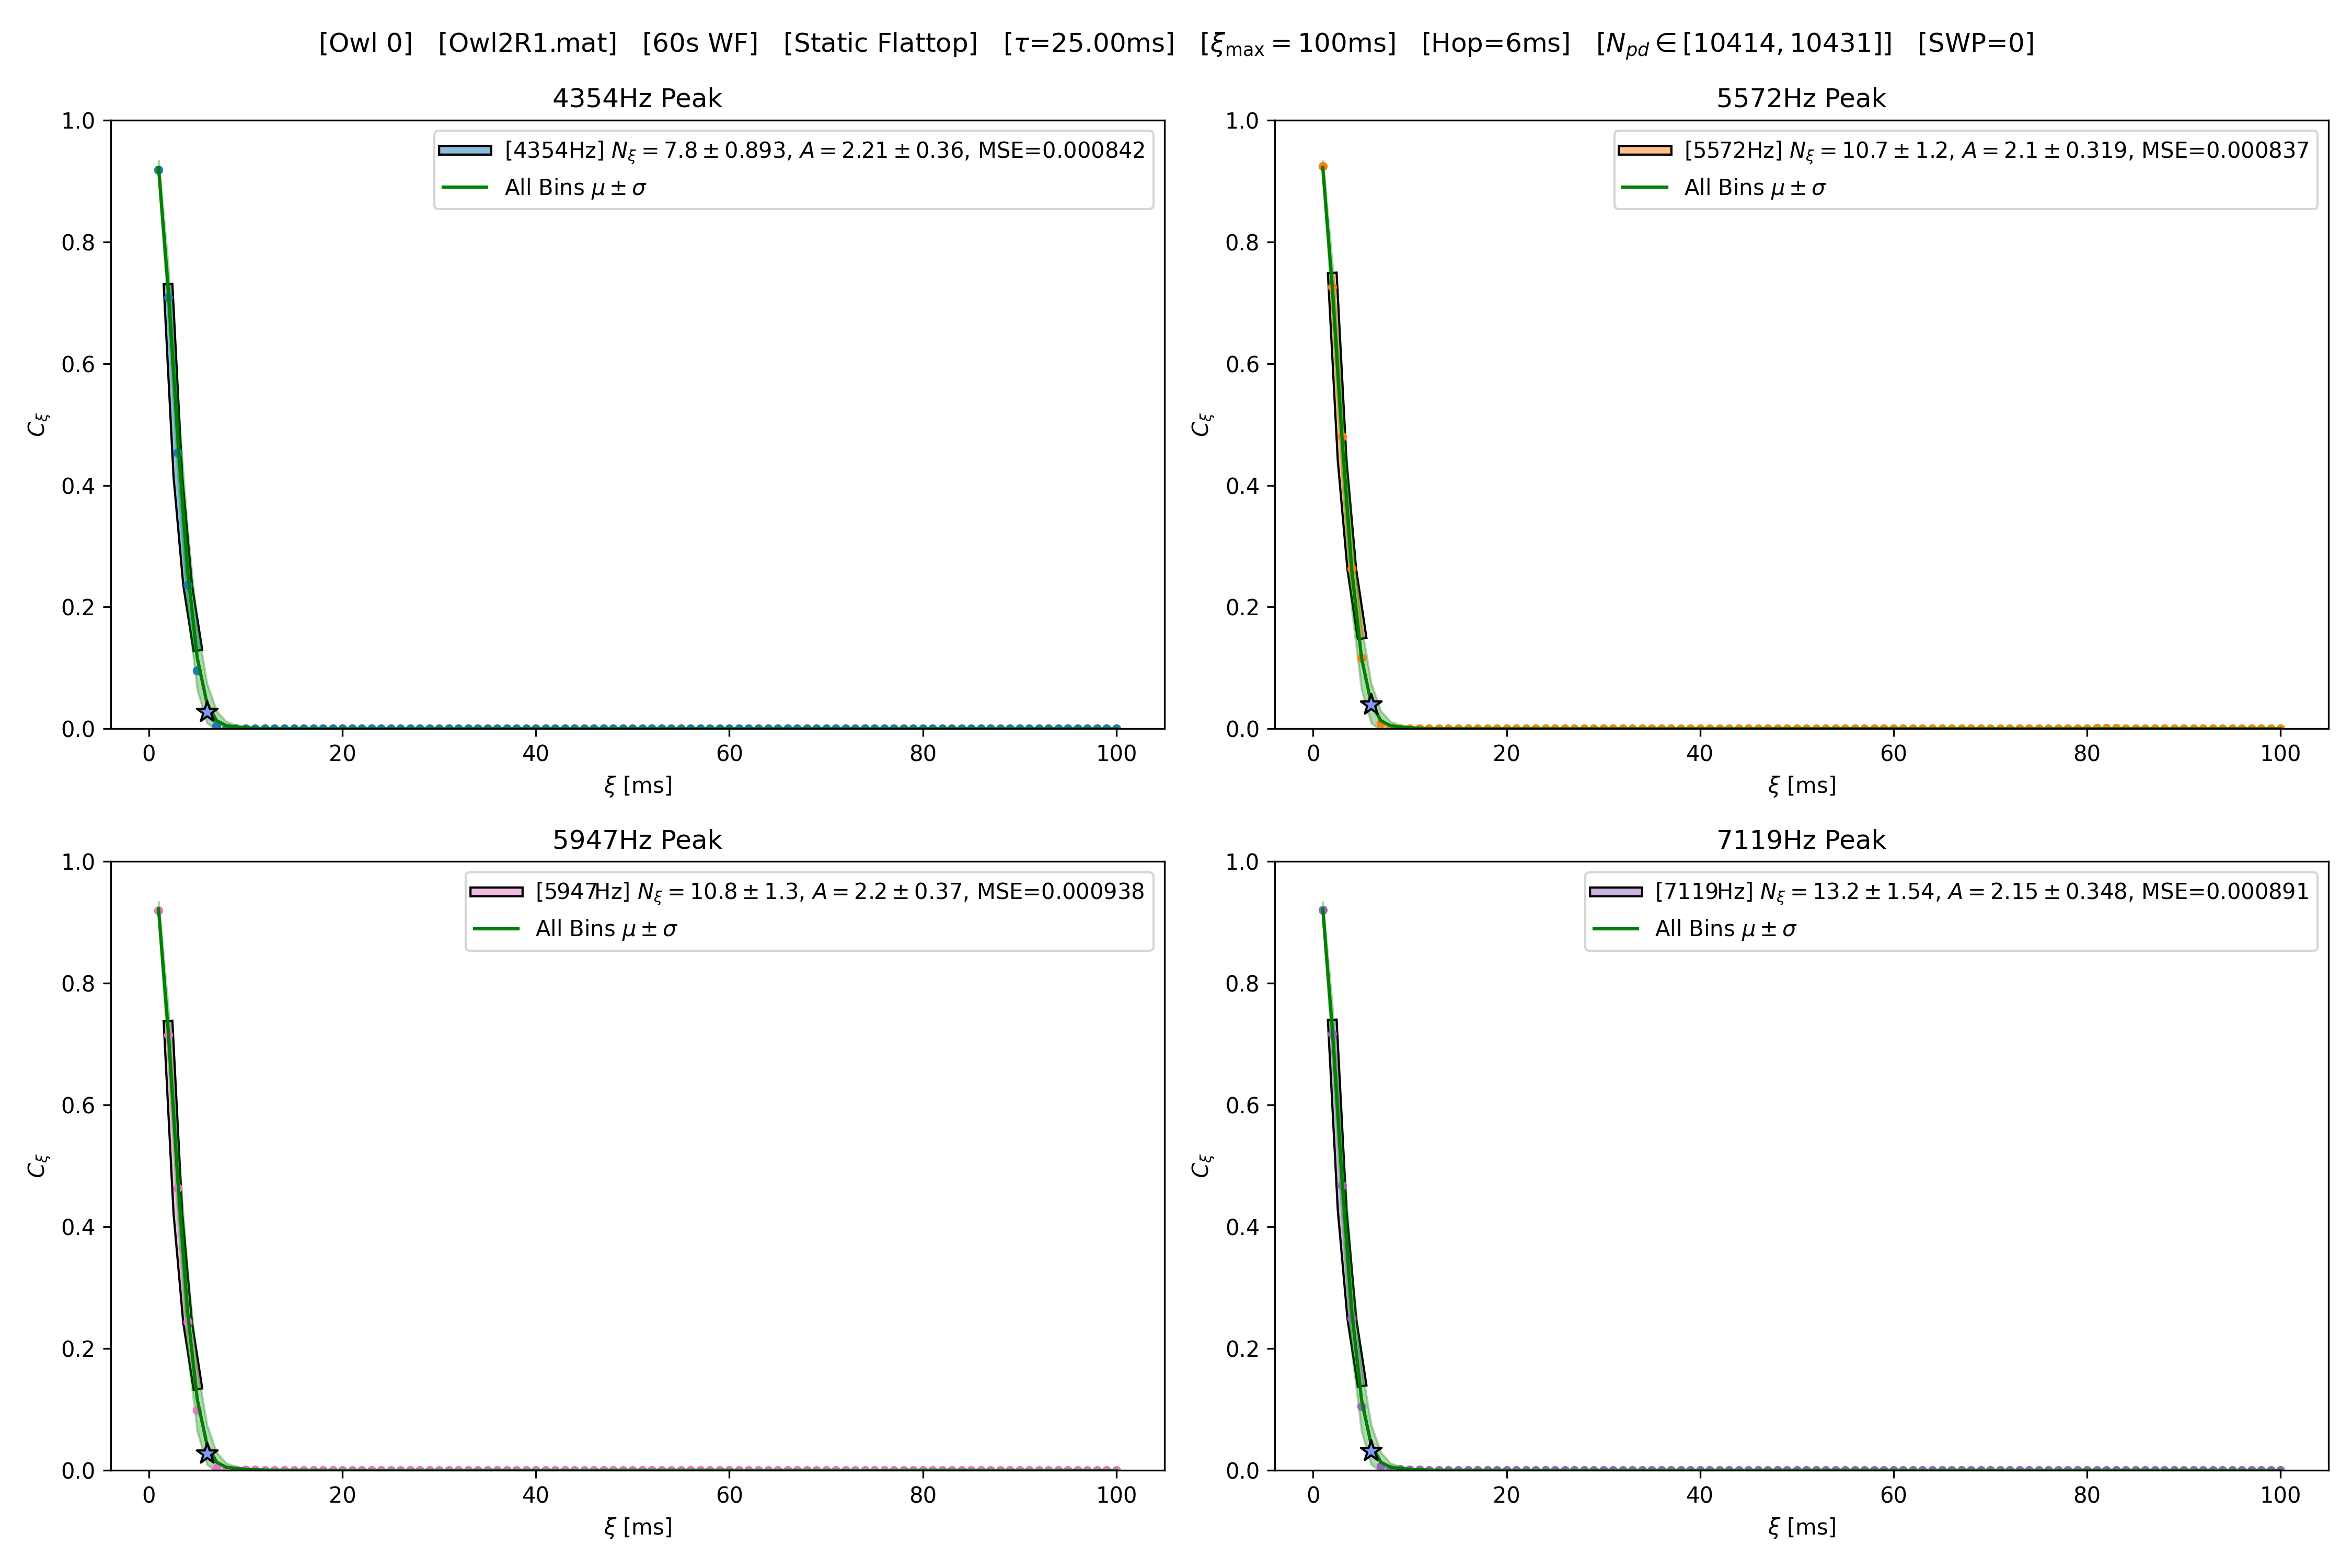 [Owl 0] [Owl2R1.mat] [60s WF] [Static Flattop] [τ=25.00ms] [ξmax = 100ms] [Hop=6ms] [Npd ∈ [10414, 10431]] [SWP=0]
4354Hz Peak
1.0
0.8
0.6
0.4
0.2
0.0
Cξ
[4354Hz] Nξ = 7.8 ± 0.893, A = 2.21 ± 0.36, MSE=0.000842
All Bins μ ± σ
0 20 40 60 80 100
ξ [ms]
5572Hz Peak
1.0
0.8
0.6
0.4
0.2
0.0
Cξ
[5572Hz] Nξ = 10.7 ± 1.2, A = 2.1 ± 0.319, MSE=0.000837
All Bins μ ± σ
0 20 40 60 80 100
ξ [ms]
5947Hz Peak
1.0
0.8
0.6
0.4
0.2
0.0
Cξ
[5947Hz] Nξ = 10.8 ± 1.3, A = 2.2 ± 0.37, MSE=0.000938
All Bins μ ± σ
0 20 40 60 80 100
ξ [ms]
7119Hz Peak
1.0
0.8
0.6
0.4
0.2
0.0
Cξ
[7119Hz] Nξ = 13.2 ± 1.54, A = 2.15 ± 0.348, MSE=0.000891
All Bins μ ± σ
0 20 40 60 80 100
ξ [ms]